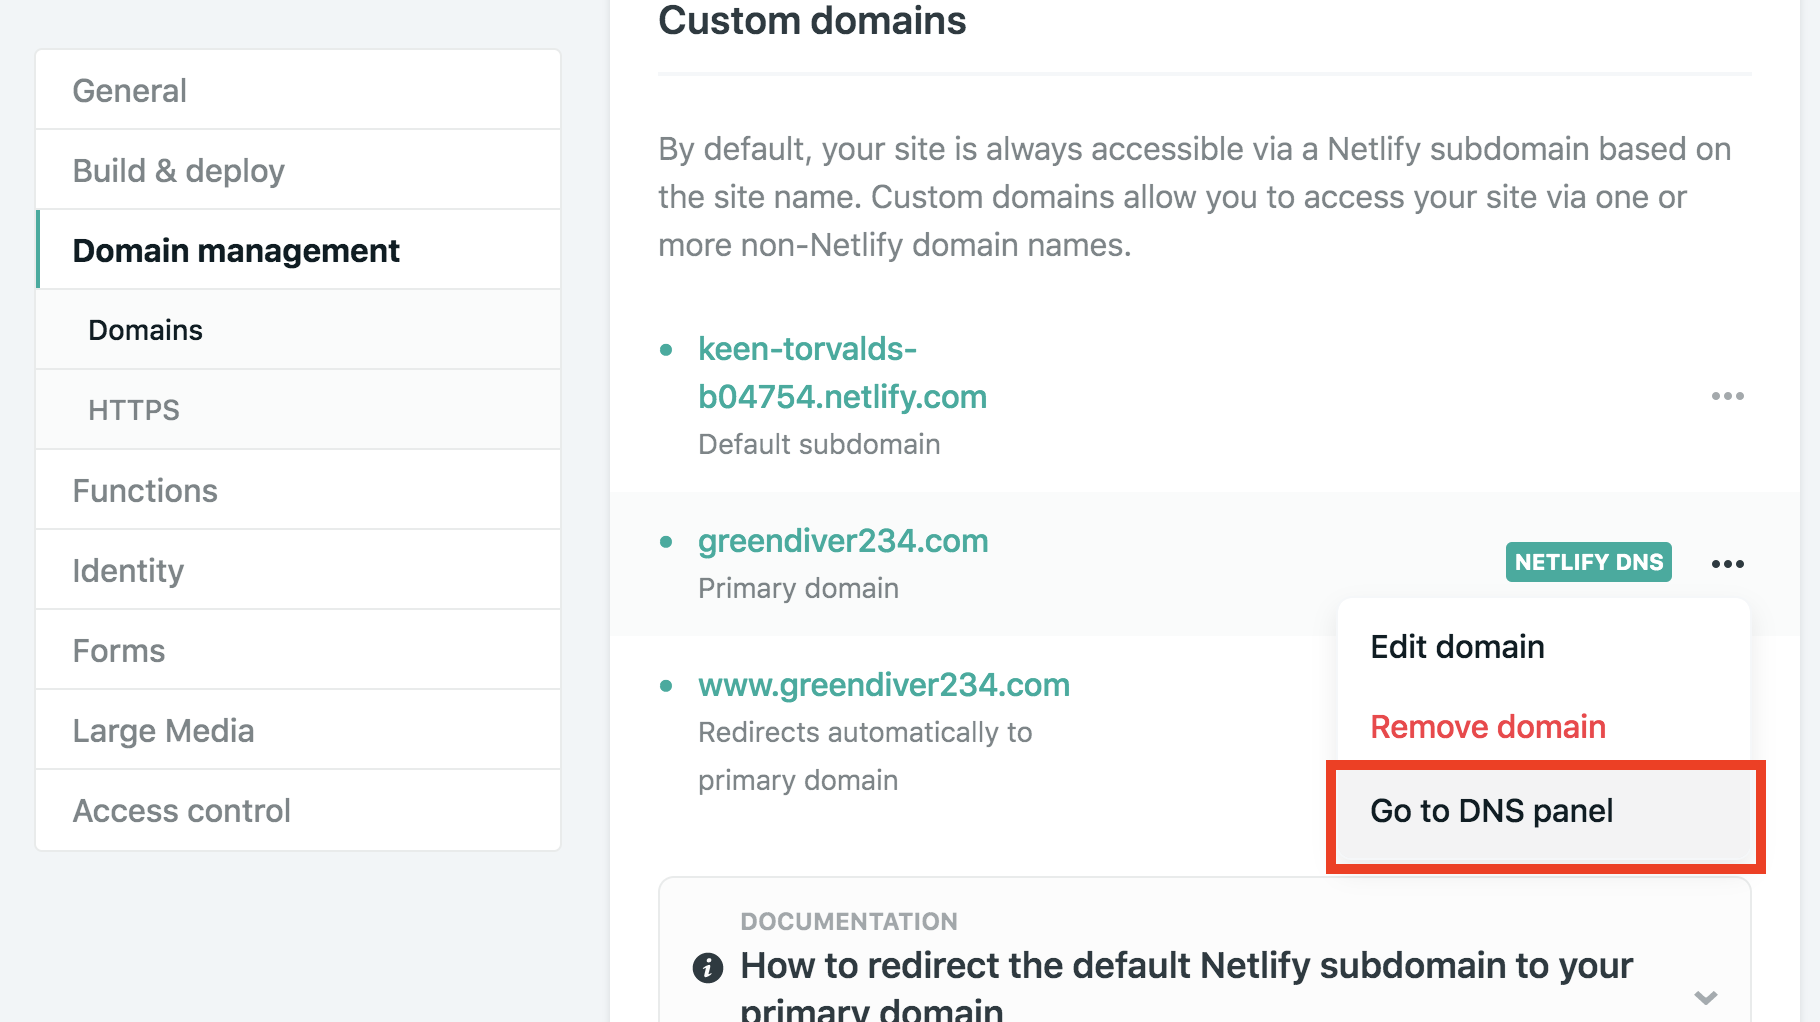 General
Build & deploy
Domain management
Domains
HTTPS
Functions
Identity
Forms
Large Media
Access control
Custom domains
By default, your site is always accessible via a Netlify subdomain based on
the site name. Custom domains allow you to access your site via one or
more non-Netlify domain names.
keen-torvalds-
b04754.netlify.com
Default subdomain
greendiver234.com
Primary domain
NETLIFY DNS
www.greendiver234.com
Redirects automatically to
primary domain
Edit domain
Remove domain
Go to DNS panel
DOCUMENTATION
How to redirect the default Netlify subdomain to your
primary domain